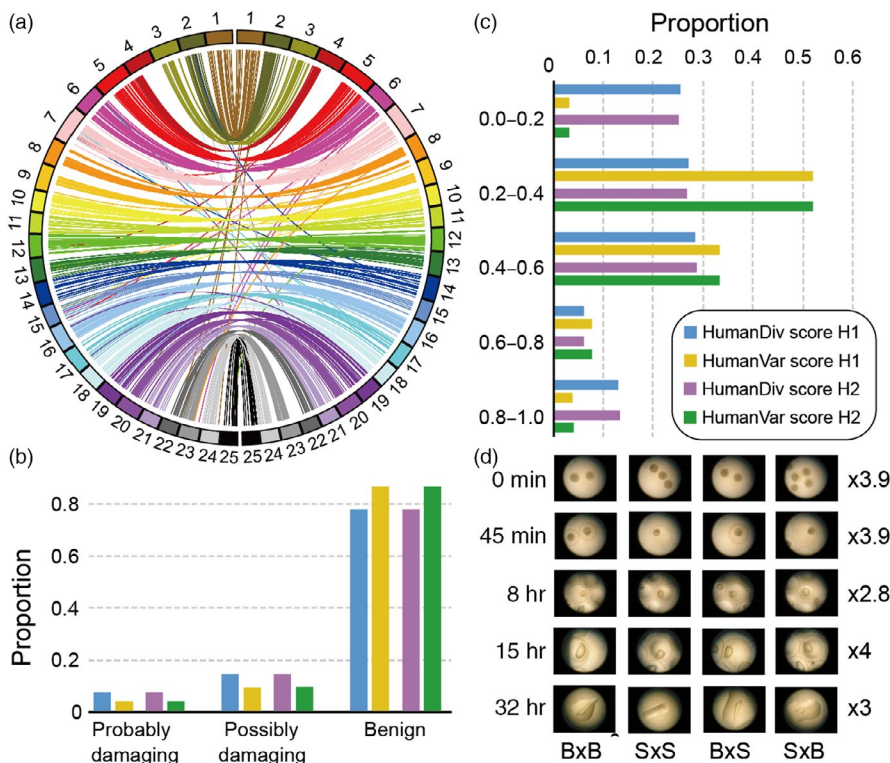 (a)
1 2 3 4 5 6 7 8 9 10 11 12 13 14 15 16 17 18 19 20 21 22 23 24 25
1 2 3 4 5 6 7 8 9 10 11 12 13 14 15 16 17 18 19 20 21 22 23 24 25
(b)
Proportion
0.8
0.8
0.4
0.2
0
Probably damaging
Possibly damaging
Benign
(c)
Proportion
0 0.1 0.2 0.3 0.4 0.5 0.6
0.0–0.2
0.2–0.4
0.4–0.6
0.6–0.8
0.8–1.0
HumanDiv score H1
HumanVar score H1
HumanDiv score H2
HumanVar score H2
(d)
0 min x3.9
45 min x3.9
8 hr x2.8
15 hr x4
32 hr x3
BxB SxS BxS SxB